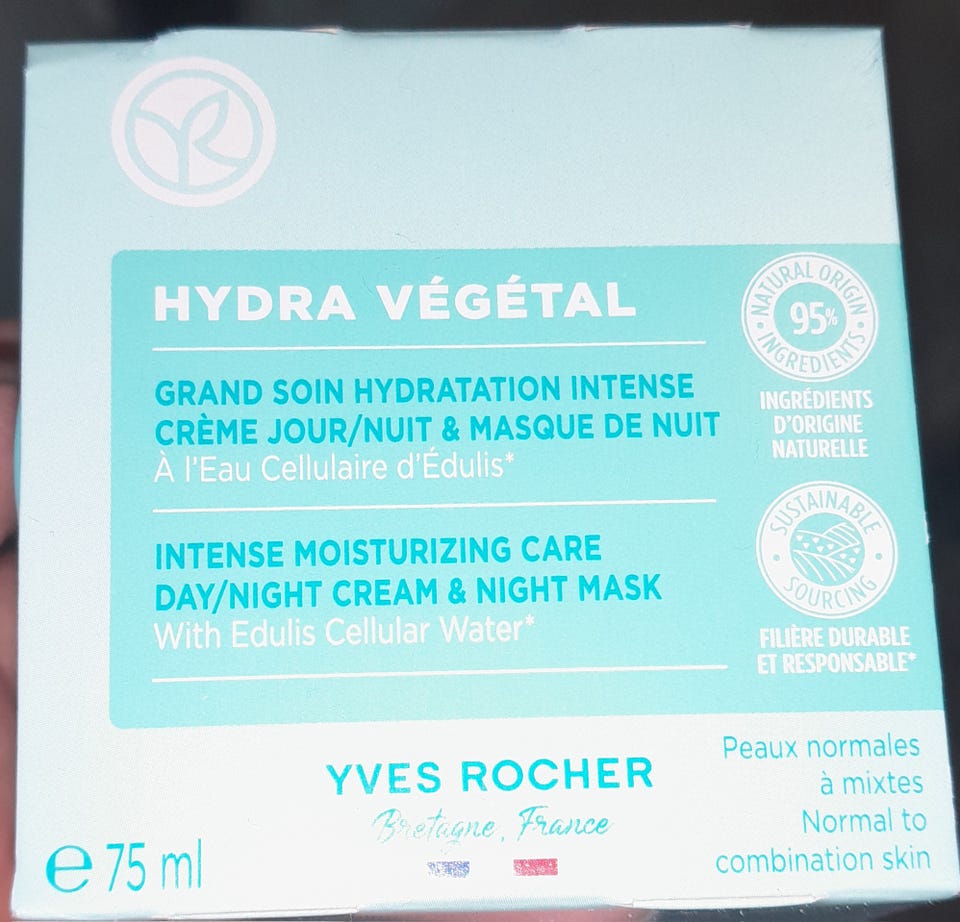 HYDRA VÉGÉTAL
GRAND SOIN HYDRATATION INTENSE
CRÈME JOUR/NUIT & MASQUE DE NUIT
À l'Eau Cellulaire d'Édulis*
INTENSE MOISTURIZING CARE
DAY/NIGHT CREAM & NIGHT MASK
With Edulis Cellular Water*
NATURAL ORIGIN
95%
INGREDIENTS
INGRÉDIENTS
D'ORIGINE
NATURELLE
SUSTAINABLE
SOURCING
FILIÈRE DURABLE
ET RESPONSABLE*
YVES ROCHER
Bretagne, France
Peaux normales
à mixtes
Normal to
combination skin
℮ 75 ml